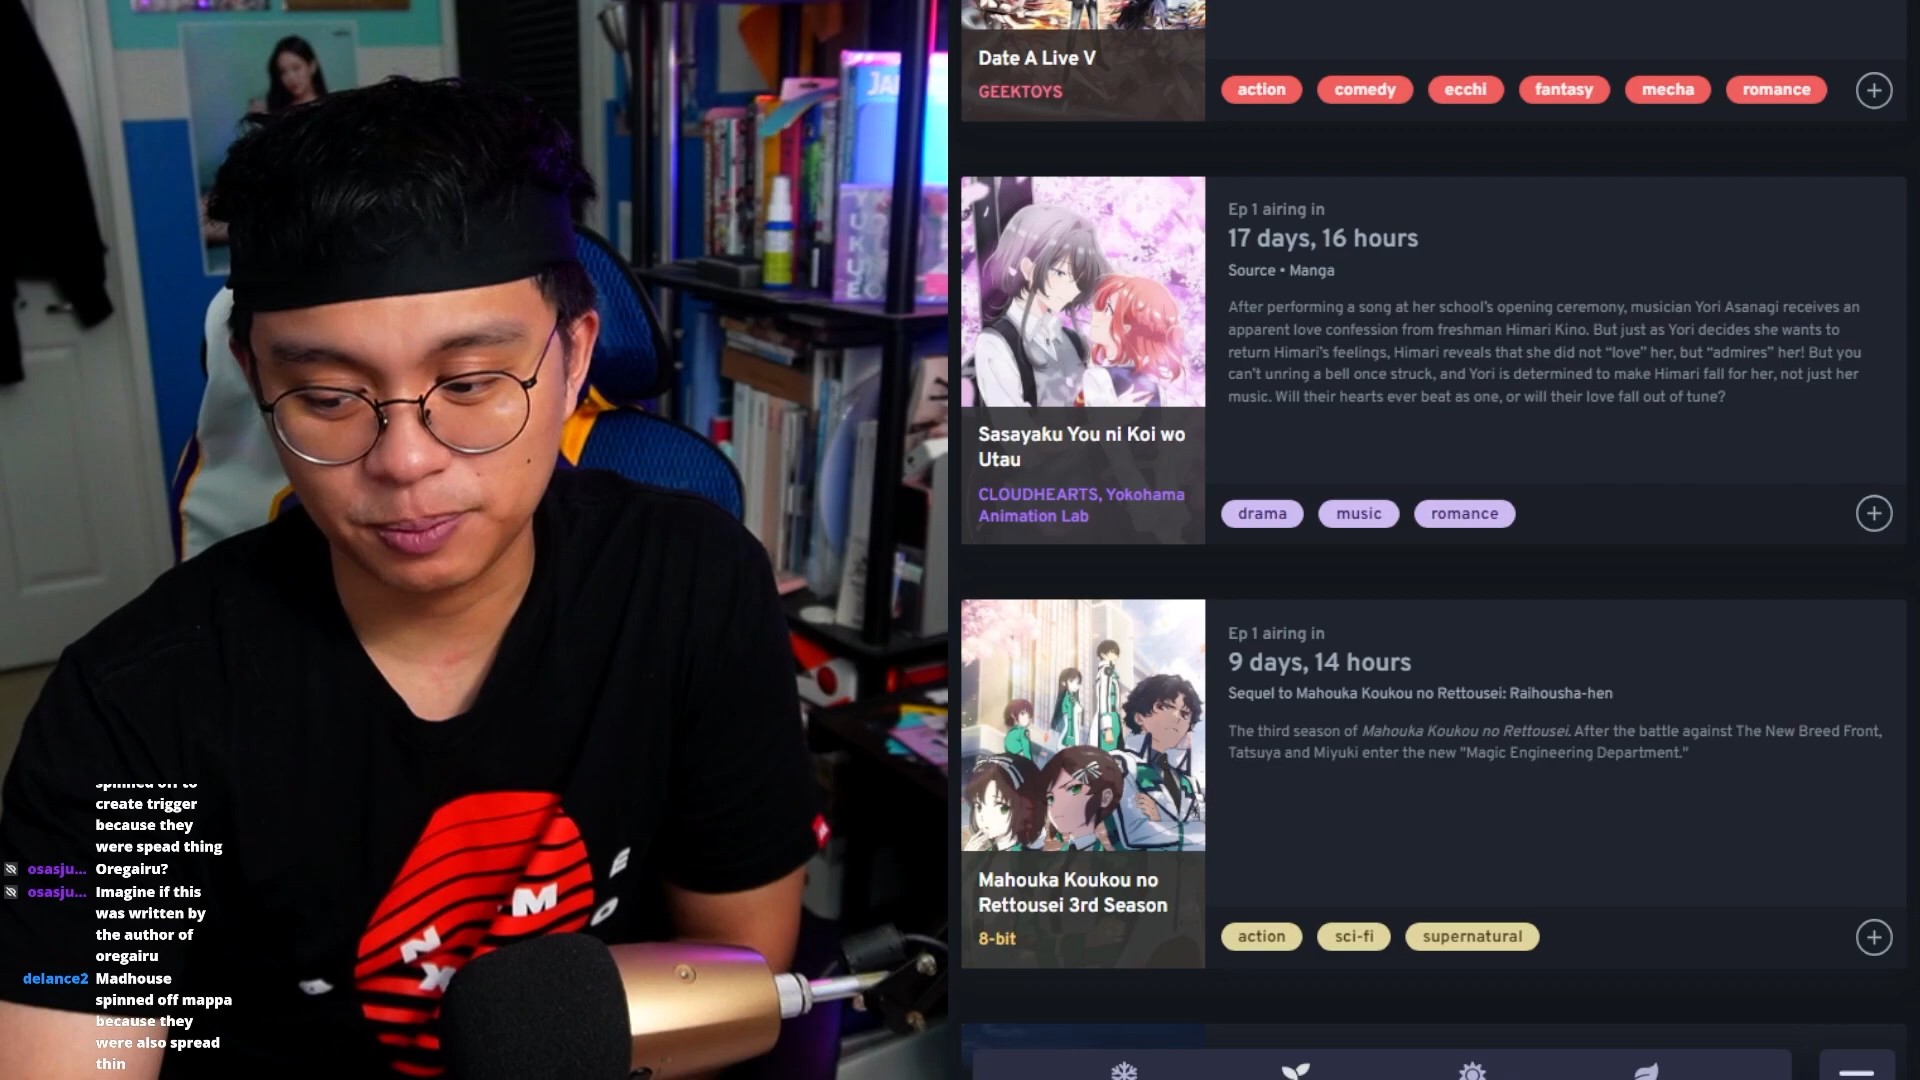 Date A Live V
GEEKTOYS
action comedy ecchi fantasy mecha romance
Ep 1 airing in
17 days, 16 hours
Source • Manga
After performing a song at her school's opening ceremony, musician Yori Asanagi receives an
apparent love confession from freshman Himari Kino. But just as Yori decides she wants to
return Himari's feelings, Himari reveals that she did not “love” her, but “admires” her! But you
can't unring a bell once struck, and Yori is determined to make Himari fall for her, not just her
music. Will their hearts ever beat as one, or will their love fall out of tune?
Sasayaku You ni Koi wo
Utau
CLOUDHEARTS, Yokohama
Animation Lab
drama music romance
Ep 1 airing in
9 days, 14 hours
Sequel to Mahouka Koukou no Rettousei: Raihousha-hen
The third season of Mahouka Koukou no Rettousei. After the battle against The New Breed Front,
Tatsuya and Miyuki enter the new "Magic Engineering Department."
Mahouka Koukou no
Rettousei 3rd Season
8-bit
action sci-fi supernatural
spinned off to
create trigger
because they
were spead thing
osasju... Oregairu?
osasju... Imagine if this
was written by
the author of
oregairu
delance2 Madhouse
spinned off mappa
because they
were also spread
thin